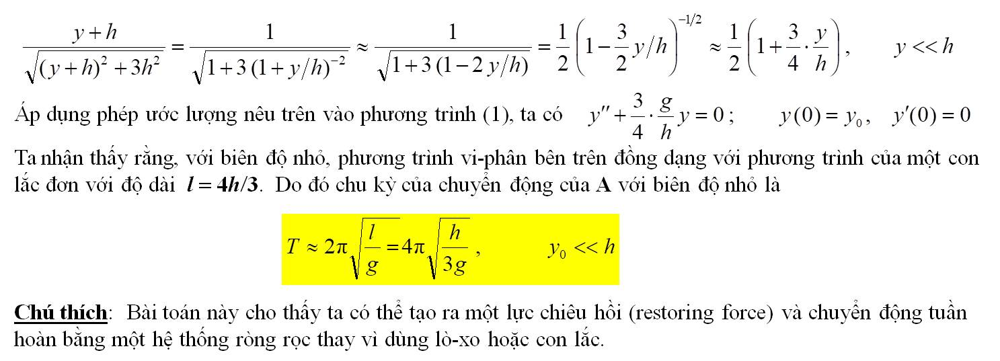 $\frac{y+h}{\sqrt{(y+h)^2+3h^2}} = \frac{1}{\sqrt{1+3(1+y/h)^{-2}}} \approx \frac{1}{\sqrt{1+3(1-2y/h)}} = \frac{1}{2}\left(1-\frac{3}{2}y/h\right)^{-1/2} \approx \frac{1}{2}\left(1+\frac{3}{4}\cdot\frac{y}{h}\right), \quad y << h$
Áp dụng phép ước lượng nêu trên vào phương trình (1), ta có $y''+\frac{3}{4}\cdot\frac{g}{h}y=0; \quad y(0)=y_0, \quad y'(0)=0$
Ta nhận thấy rằng, với biên độ nhỏ, phương trình vi-phân bên trên đồng dạng với phương trình của một con
lắc đơn với độ dài l = 4h/3. Do đó chu kỳ của chuyển động của A với biên độ nhỏ là
$T \approx 2\pi\sqrt{\frac{l}{g}} = 4\pi\sqrt{\frac{h}{3g}}, \quad y_0 << h$
Chú thích: Bài toán này cho thấy ta có thể tạo ra một lực chiêu hồi (restoring force) và chuyển động tuần
hoàn bằng một hệ thống ròng rọc thay vì dùng lò-xo hoặc con lắc.